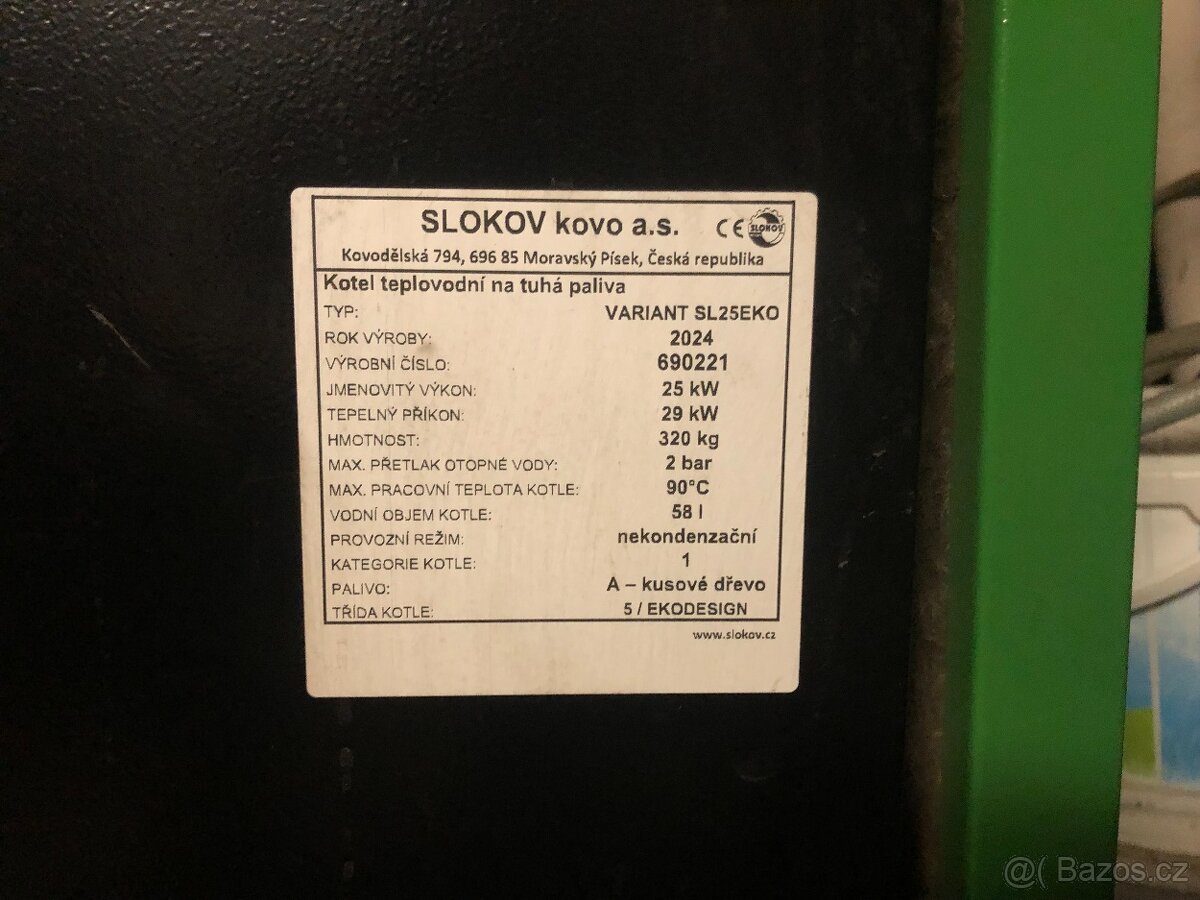 SLOKOV kovo a.s. CE SLOKOV
Kovodělská 794, 696 85 Moravský Písek, Česká republika
Kotel teplovodní na tuhá paliva
TYP: VARIANT SL25EKO
ROK VÝROBY: 2024
VÝROBNÍ ČÍSLO: 690221
JMENOVITÝ VÝKON: 25 kW
TEPELNÝ PŘÍKON: 29 kW
HMOTNOST: 320 kg
MAX. PŘETLAK OTOPNÉ VODY: 2 bar
MAX. PRACOVNÍ TEPLOTA KOTLE: 90°C
VODNÍ OBJEM KOTLE: 58 l
PROVOZNÍ REŽIM: nekondenzační
KATEGORIE KOTLE: 1
PALIVO: A – kusové dřevo
TŘÍDA KOTLE: 5 / EKODESIGN
www.slokov.cz
@( Bazos.cz